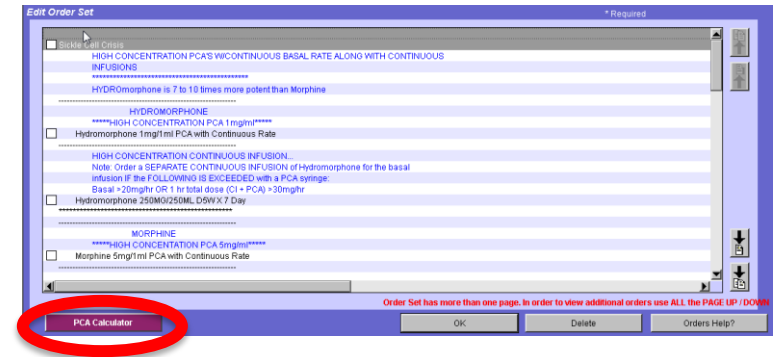 Edit Order Set
* Required
Sickle Cell Crisis
HIGH CONCENTRATION PCA'S W/CONTINUOUS BASAL RATE ALONG WITH CONTINUOUS
INFUSIONS
************************************************
HYDROmorphone is 7 to 10 times more potent than Morphine
------------------------------------------------------------
HYDROMORPHONE
*****HIGH CONCENTRATION PCA 1mg/ml*****
Hydromorphone 1mg/1ml PCA with Continuous Rate
------------------------------------------------------------
HIGH CONCENTRATION CONTINUOUS INFUSION...
Note: Order a SEPARATE CONTINUOUS INFUSION of Hydromorphone for the basal
infusion IF the FOLLOWING IS EXCEEDED with a PCA syringe:
Basal >20mg/hr OR 1 hr total dose (CI + PCA) >30mg/hr
Hydromorphone 250MG/250ML D5W X 7 Day
*****************************************************
------------------------------------------------------------
MORPHINE
*****HIGH CONCENTATION PCA 5mg/ml*****
Morphine 5mg/1ml PCA with Continuous Rate
------------------------------------------------------------
Order Set has more than one page. In order to view additional orders use ALL the PAGE UP / DOWN
PCA Calculator
OK
Delete
Orders Help?